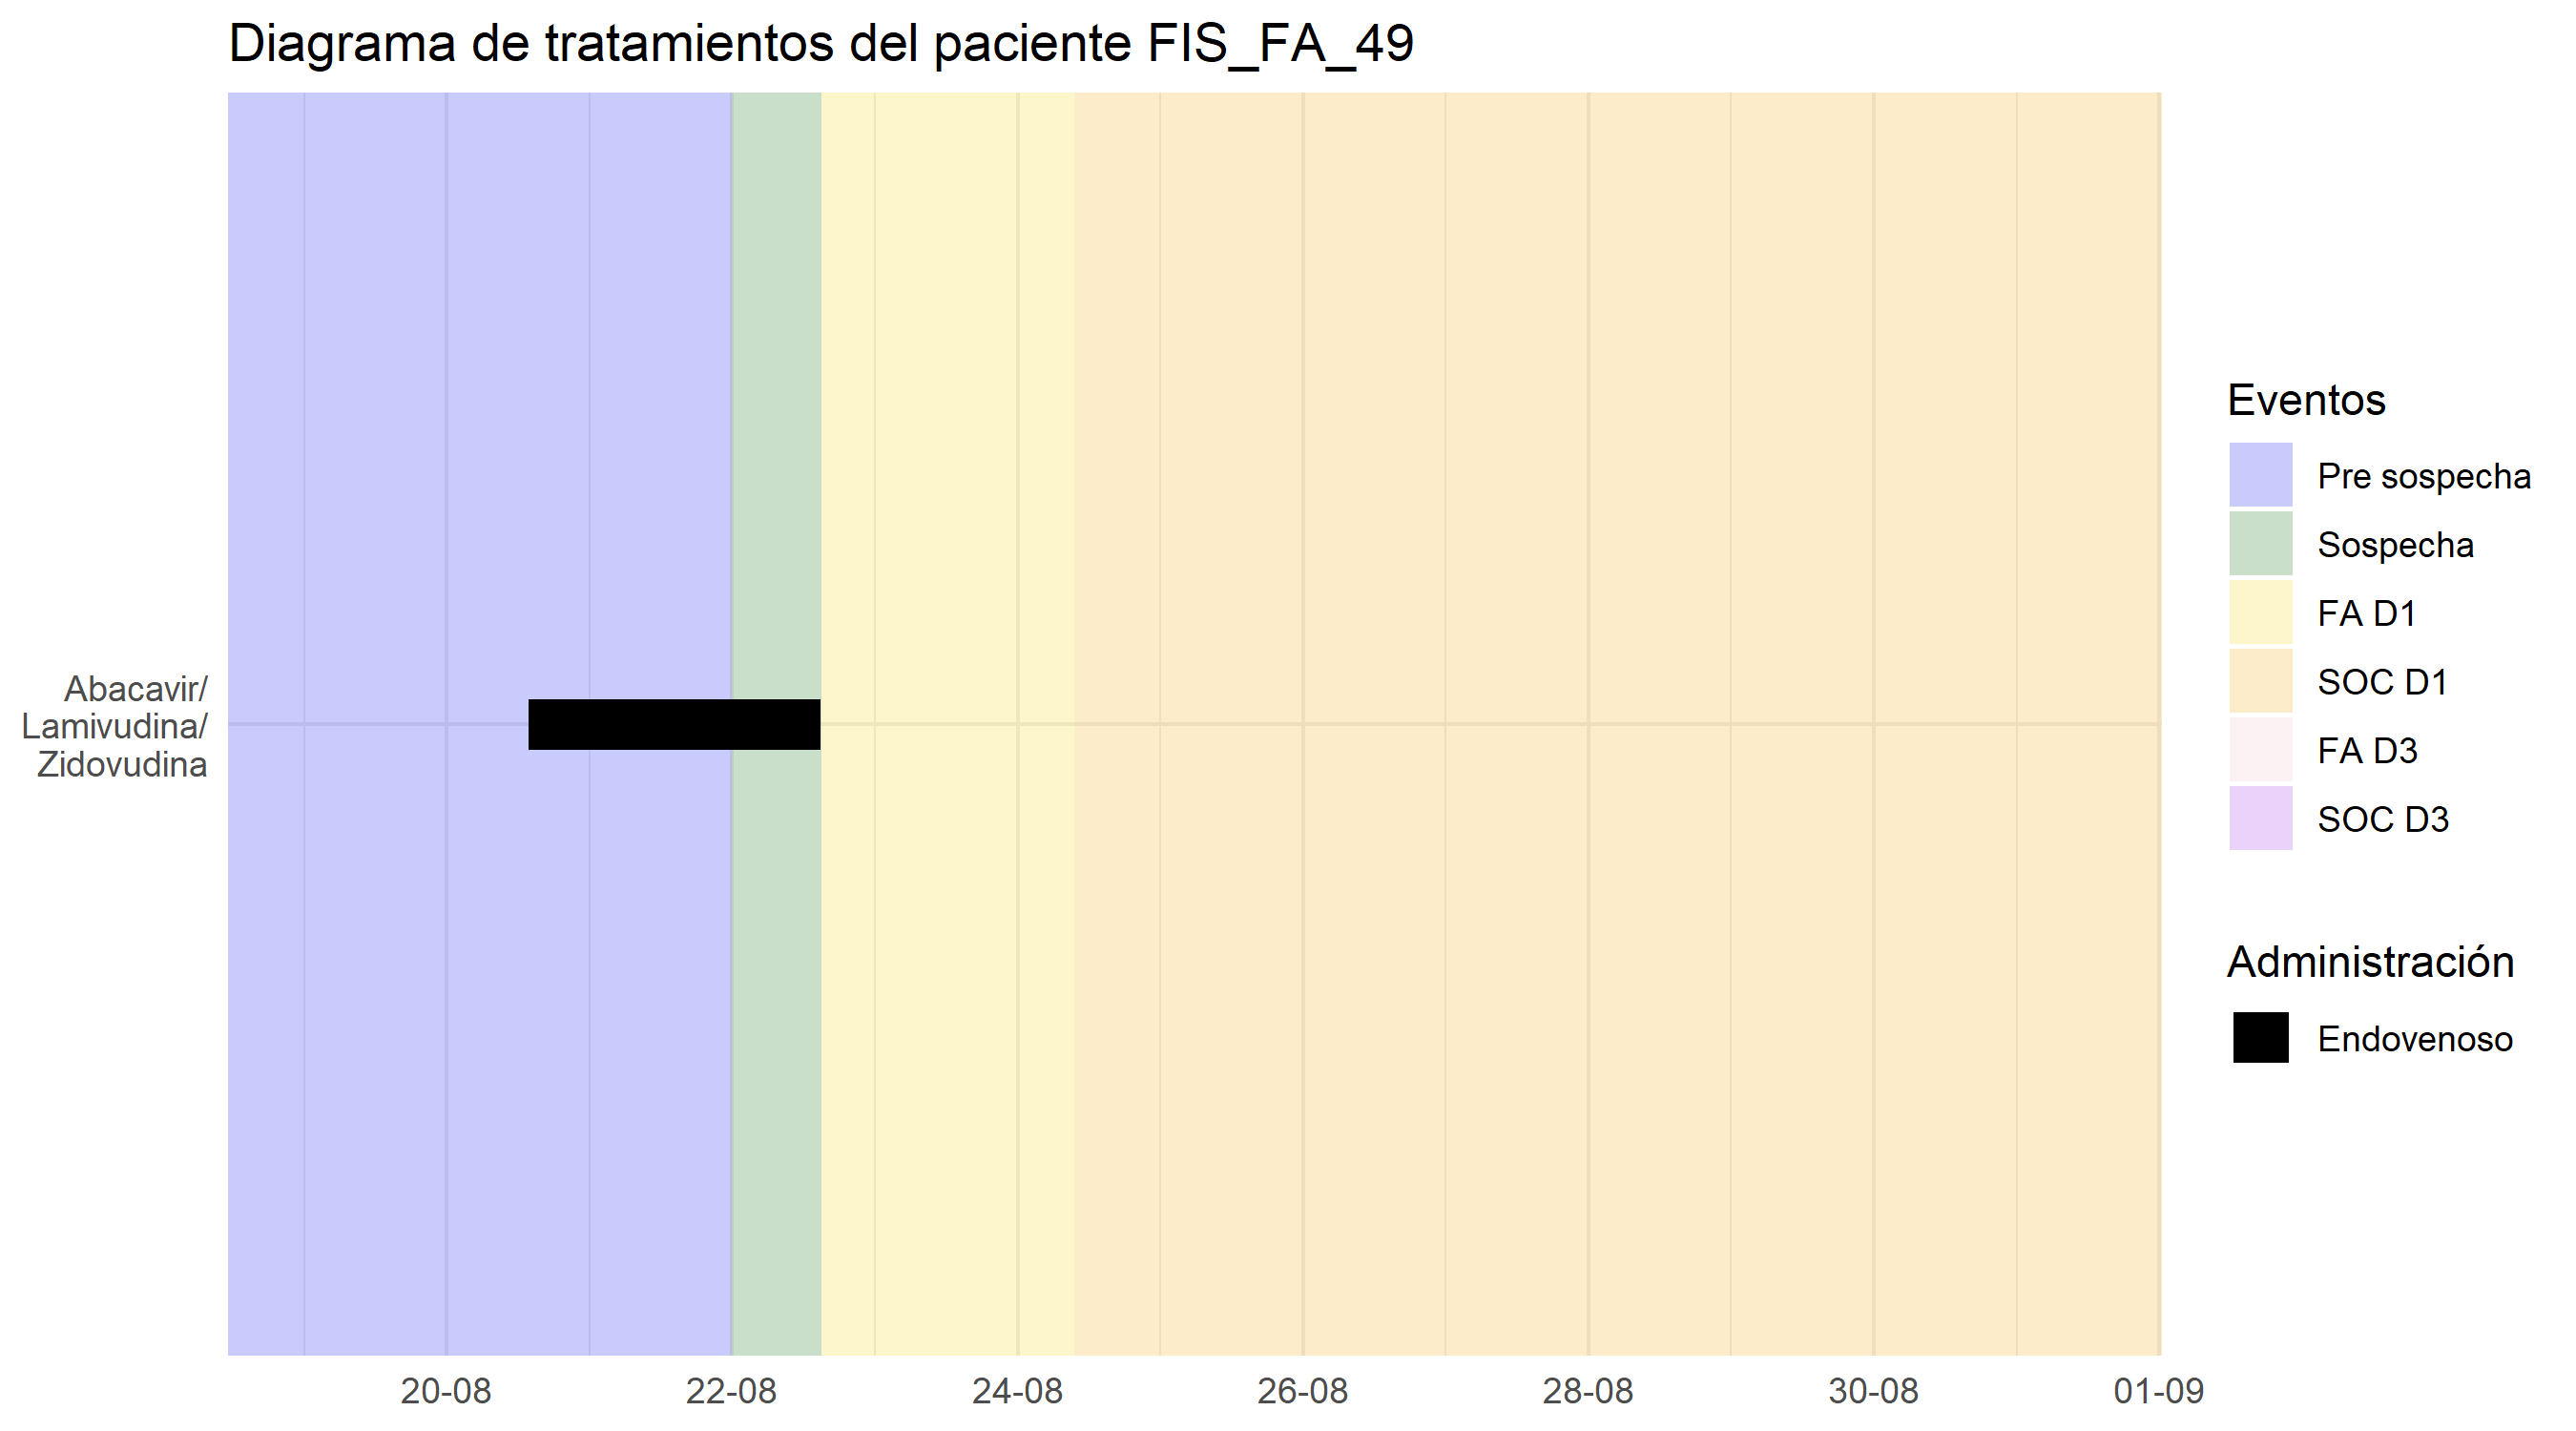 Diagrama de tratamientos del paciente FIS_FA_49
Abacavir/
Lamivudina/
Zidovudina
20-08
22-08
24-08
26-08
28-08
30-08
01-09
Eventos
Pre sospecha
Sospecha
FA D1
SOC D1
FA D3
SOC D3
Administración
Endovenoso